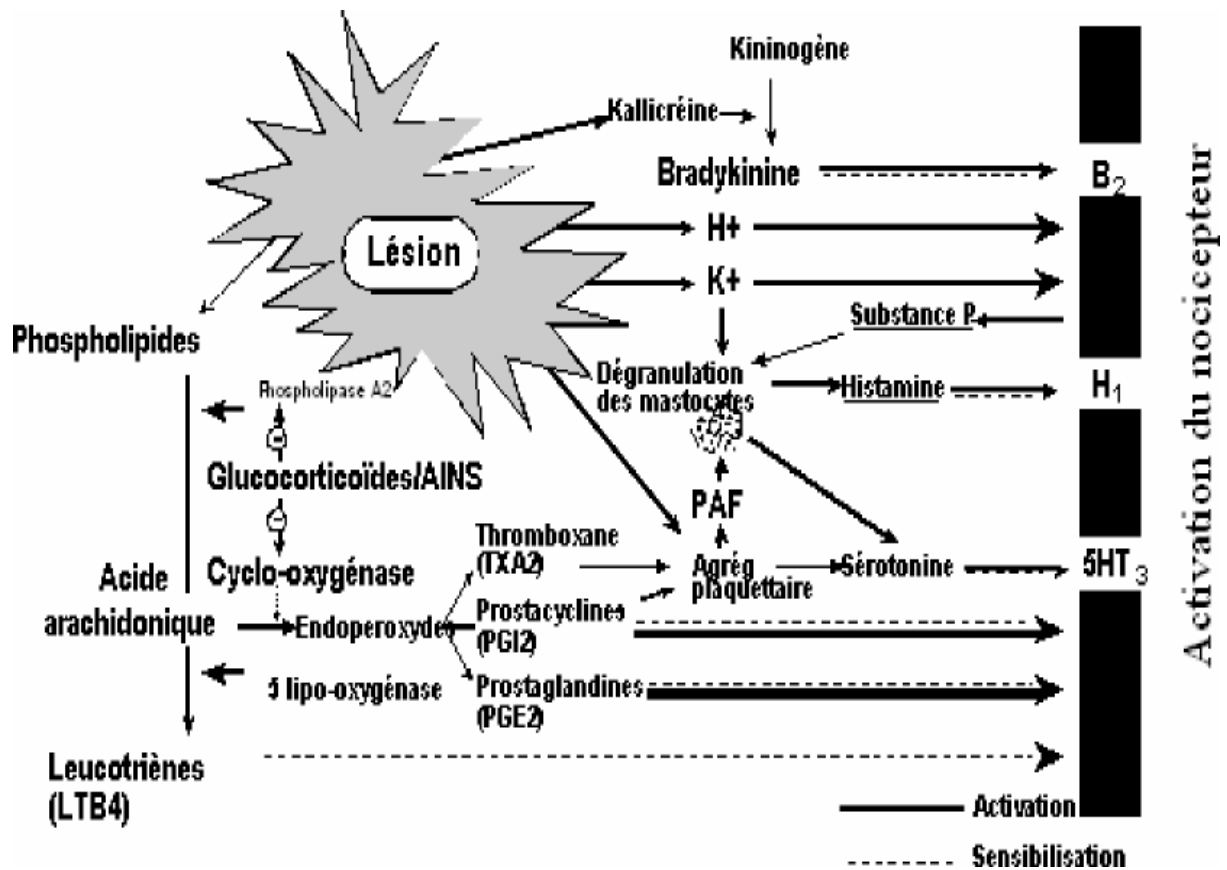 Kininogène
Kallicréine
Bradykinine
B2
H+
Lésion
K+
Substance P
Phospholipides
Phospholipase A2
Dégranulation
des mastocytes
Histamine
H1
Glucocorticoïdes/AINS
PAF
Thromboxane
(TXA2)
Cyclo-oxygénase
Agrég
plaquettaire
Sérotonine
5HT3
Acide
arachidonique
Endoperoxydes
Prostacyclines
(PGI2)
5 lipo-oxygénase
Prostaglandines
(PGE2)
Leucotriènes
(LTB4)
Activation
Sensibilisation
Activation du nocicepteur